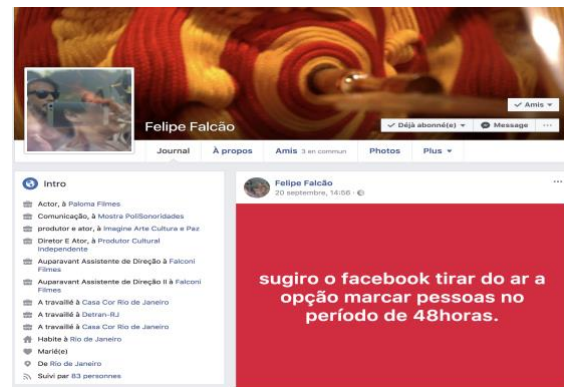 ✓ Amis
Felipe Falcão
✓ Déjà abonné(e)
Message
Journal
À propos
Amis 3 en commun
Photos
Plus
Intro
Actor, à Paloma Filmes
Comunicação, à Mostra PoliSonoridades
produtor e ator, à Imagine Arte Cultura e Paz
Diretor E Ator, à Produtor Cultural
Independente
Auparavant Assistente de Direção à Falconi
Filmes
Auparavant Assistente de Direção II à Falconi
Filmes
A travaillé à Casa Cor Rio de Janeiro
A travaillé à Detran-RJ
A travaillé à Casa Cor Rio de Janeiro
Habite à Rio de Janeiro
Marié(e)
De Rio de Janeiro
Suivi par 83 personnes
Felipe Falcão
20 septembre, 14:56 ·
sugiro o facebook tirar do ar a
opção marcar pessoas no
período de 48horas.